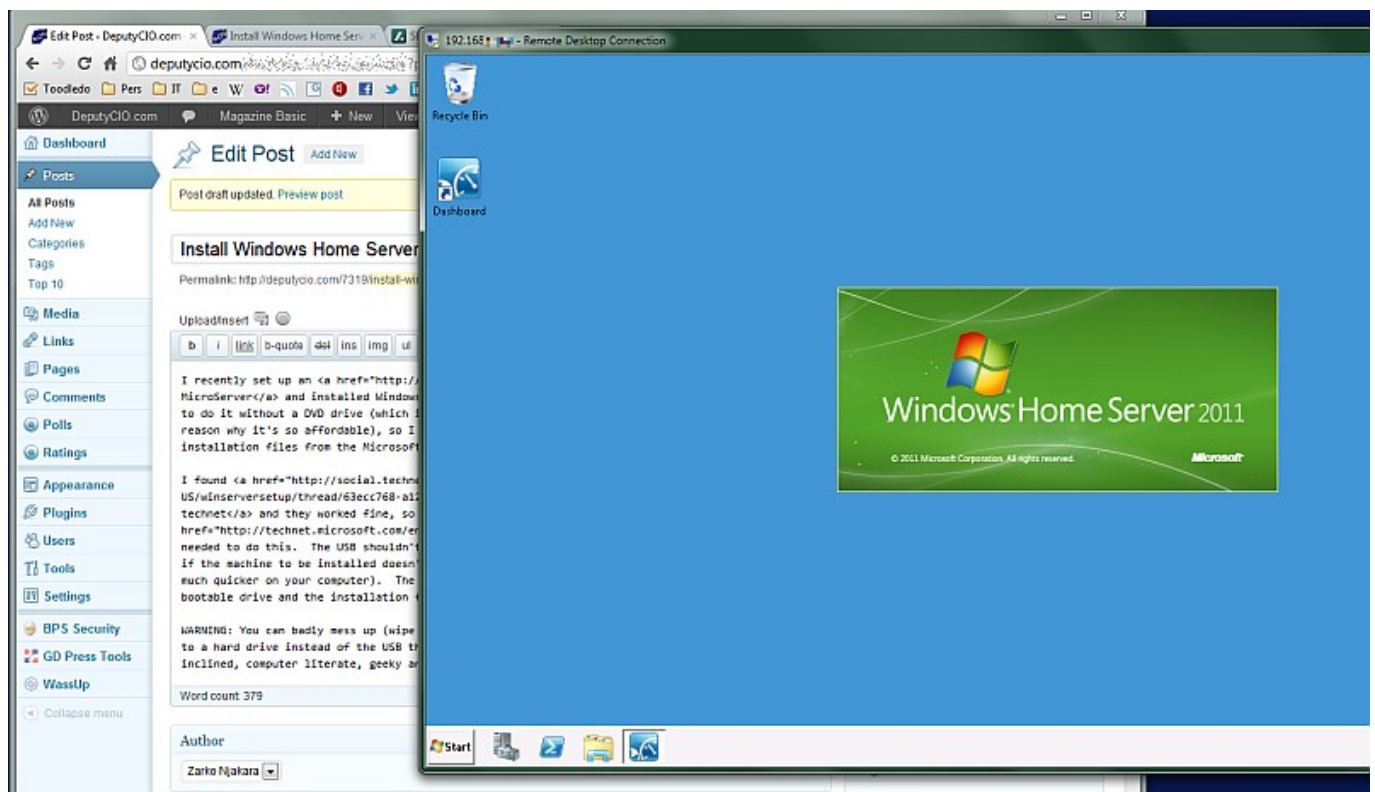 Edit Post ‹ DeputyCIO.com
Install Windows Home Serv
192.168 - Remote Desktop Connection
deputycio.com
Toodledo
Pers
IT
e
DeputyCIO.com
Magazine Basic
New
Dashboard
Posts
All Posts
Add New
Categories
Tags
Top 10
Media
Links
Pages
Comments
Polls
Ratings
Appearance
Plugins
Users
Tools
Settings
BPS Security
GD Press Tools
WassUp
Collapse menu
Edit Post Add New
Post draft updated. Preview post
Install Windows Home Server
Permalink: http://deputycio.com/7319/install-wi
Upload/Insert
b i link b-quote del ins img ul
I recently set up an <a href="http://
MicroServer</a> and installed Window
to do it without a DVD drive (which i
reason why it's so affordable), so I
installation files from the Microsoft
I found <a href="http://social.techne
US/winserversetup/thread/63ecc768-a12
technet</a> and they worked fine, so
href="http://technet.microsoft.com/en
needed to do this. The USB shouldn't
if the machine to be installed doesn'
much quicker on your computer). The
bootable drive and the installation
WARNING: You can badly mess up (wipe
to a hard drive instead of the USB th
inclined, computer literate, geeky an
Word count: 379
Author
Zarko Njakara
Recycle Bin
Dashboard
Windows Home Server 2011
© 2011 Microsoft Corporation. All rights reserved.
Microsoft
Start